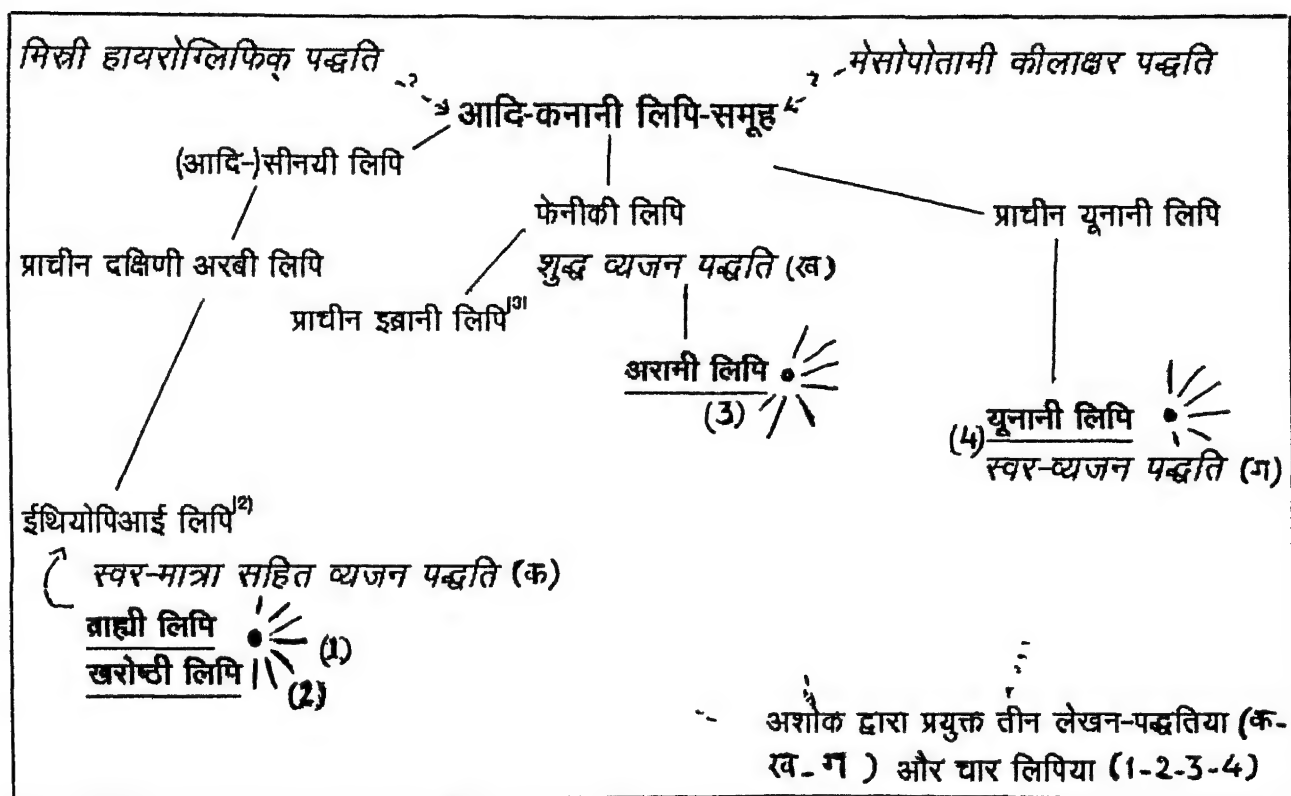 मिस्री हायरोग्लिफिक् पद्धति
मेसोपोतामी कीलाक्षर पद्धति
-?
?
आदि-कनानी लिपि-समूह
(आदि-)सीनयी लिपि
फेनीकी लिपि
प्राचीन यूनानी लिपि
प्राचीन दक्षिणी अरबी लिपि
शुद्ध व्यजन पद्धति (ख)
प्राचीन इब्रानी लिपि(3)
अरामी लिपि
(3)
(4) यूनानी लिपि
स्वर-व्यजन पद्धति (ग)
ईथियोपिआई लिपि(2)
स्वर-मात्रा सहित व्यजन पद्धति (क)
ब्राह्मी लिपि
(1)
खरोष्ठी लिपि
(2)
अशोक द्वारा प्रयुक्त तीन लेखन-पद्धतिया (क-
ख-ग) और चार लिपिया (1-2-3-4)